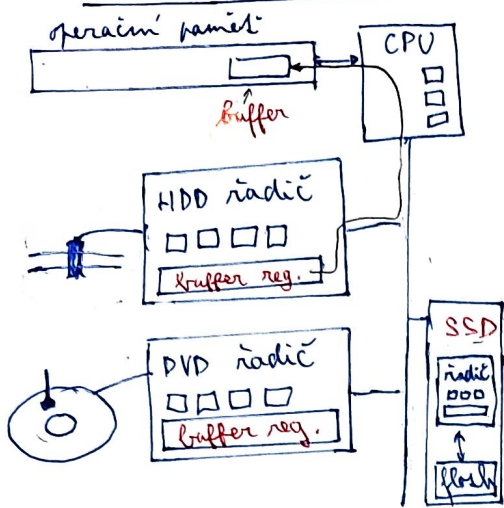 operační paměť
CPU
buffer
HDD řadič
buffer reg.
SSD
řadič
flash
DVD řadič
buffer reg.